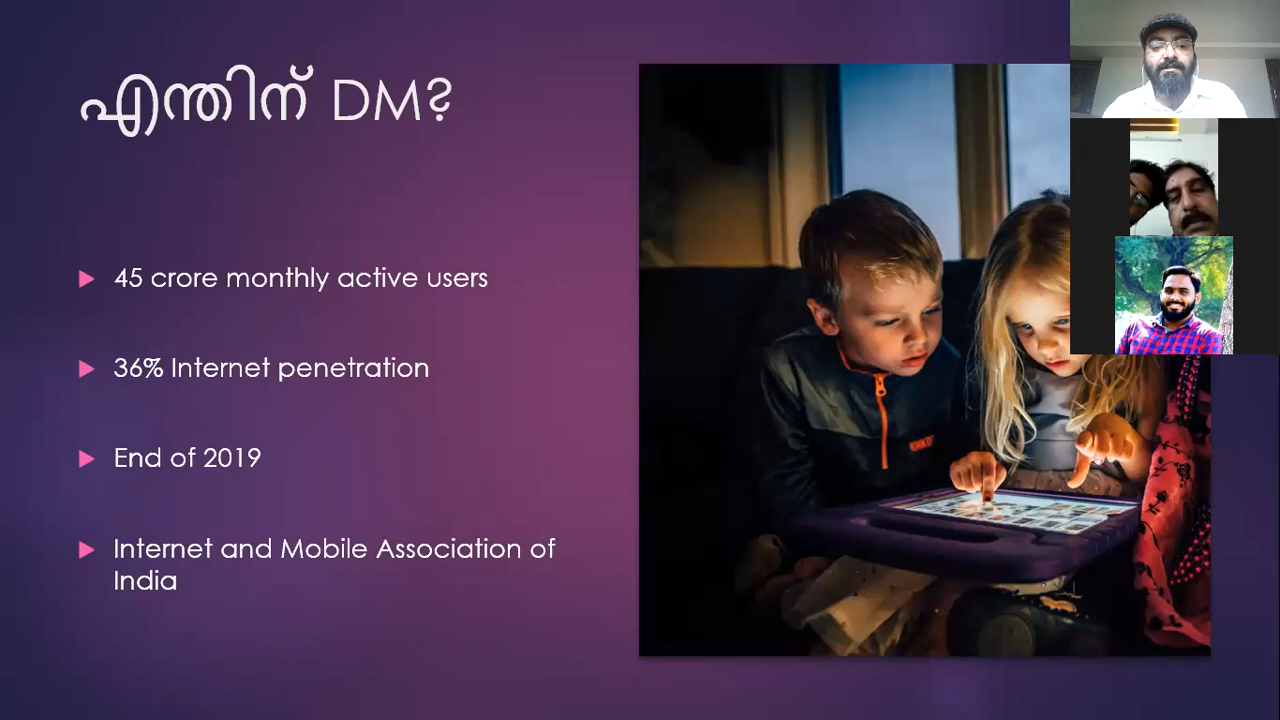 എന്തിന് DM?
45 crore monthly active users
36% Internet penetration
End of 2019
Internet and Mobile Association of
India